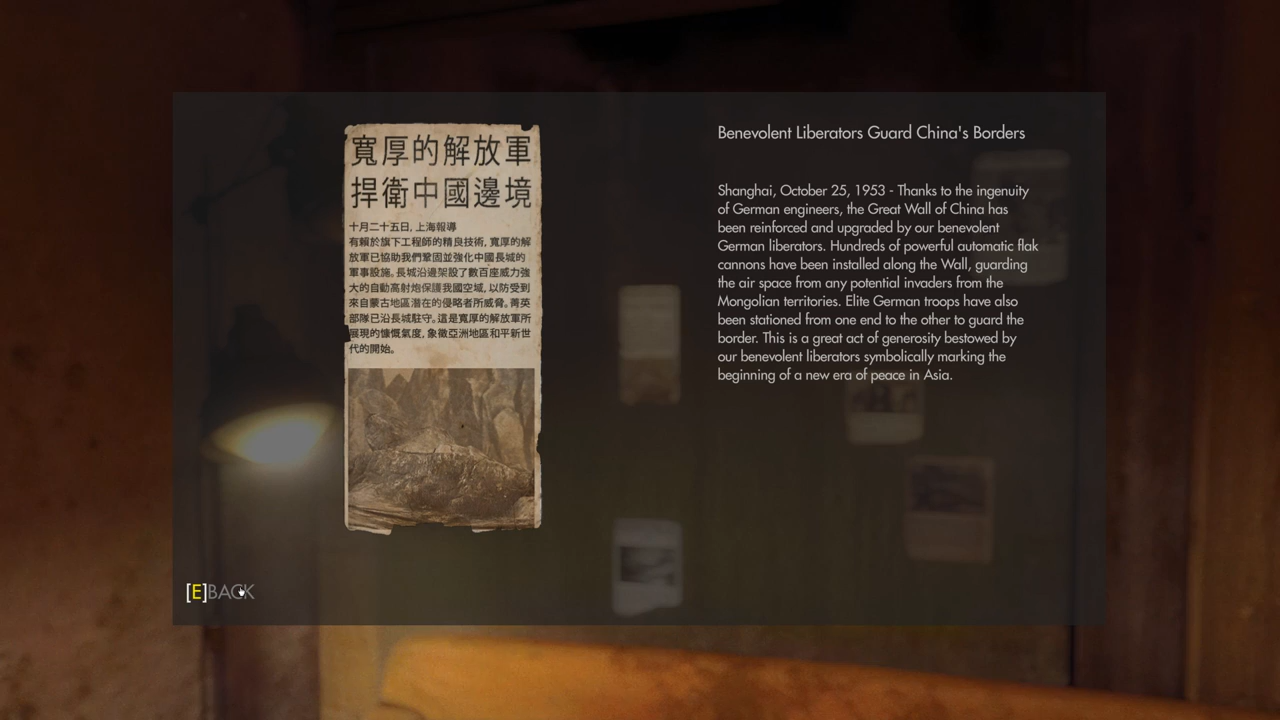 寬厚的解放軍
捍衛中國邊境
十月二十五日, 上海報導
有賴於旗下工程師的精良技術, 寬厚的解
放軍已協助我們鞏固並強化中國長城的
軍事設施。長城沿邊架設了數百座威力強
大的自動高射炮保護我國空域, 以防受到
來自蒙古地區潛在的侵略者所威脅。菁英
部隊已沿長城駐守。這是寬厚的解放軍所
展現的慷慨氣度, 象徵亞洲地區和平新世
代的開始。
Benevolent Liberators Guard China's Borders
Shanghai, October 25, 1953 - Thanks to the ingenuity
of German engineers, the Great Wall of China has
been reinforced and upgraded by our benevolent
German liberators. Hundreds of powerful automatic flak
cannons have been installed along the Wall, guarding
the air space from any potential invaders from the
Mongolian territories. Elite German troops have also
been stationed from one end to the other to guard the
border. This is a great act of generosity bestowed by
our benevolent liberators symbolically marking the
beginning of a new era of peace in Asia.
[E]BACK